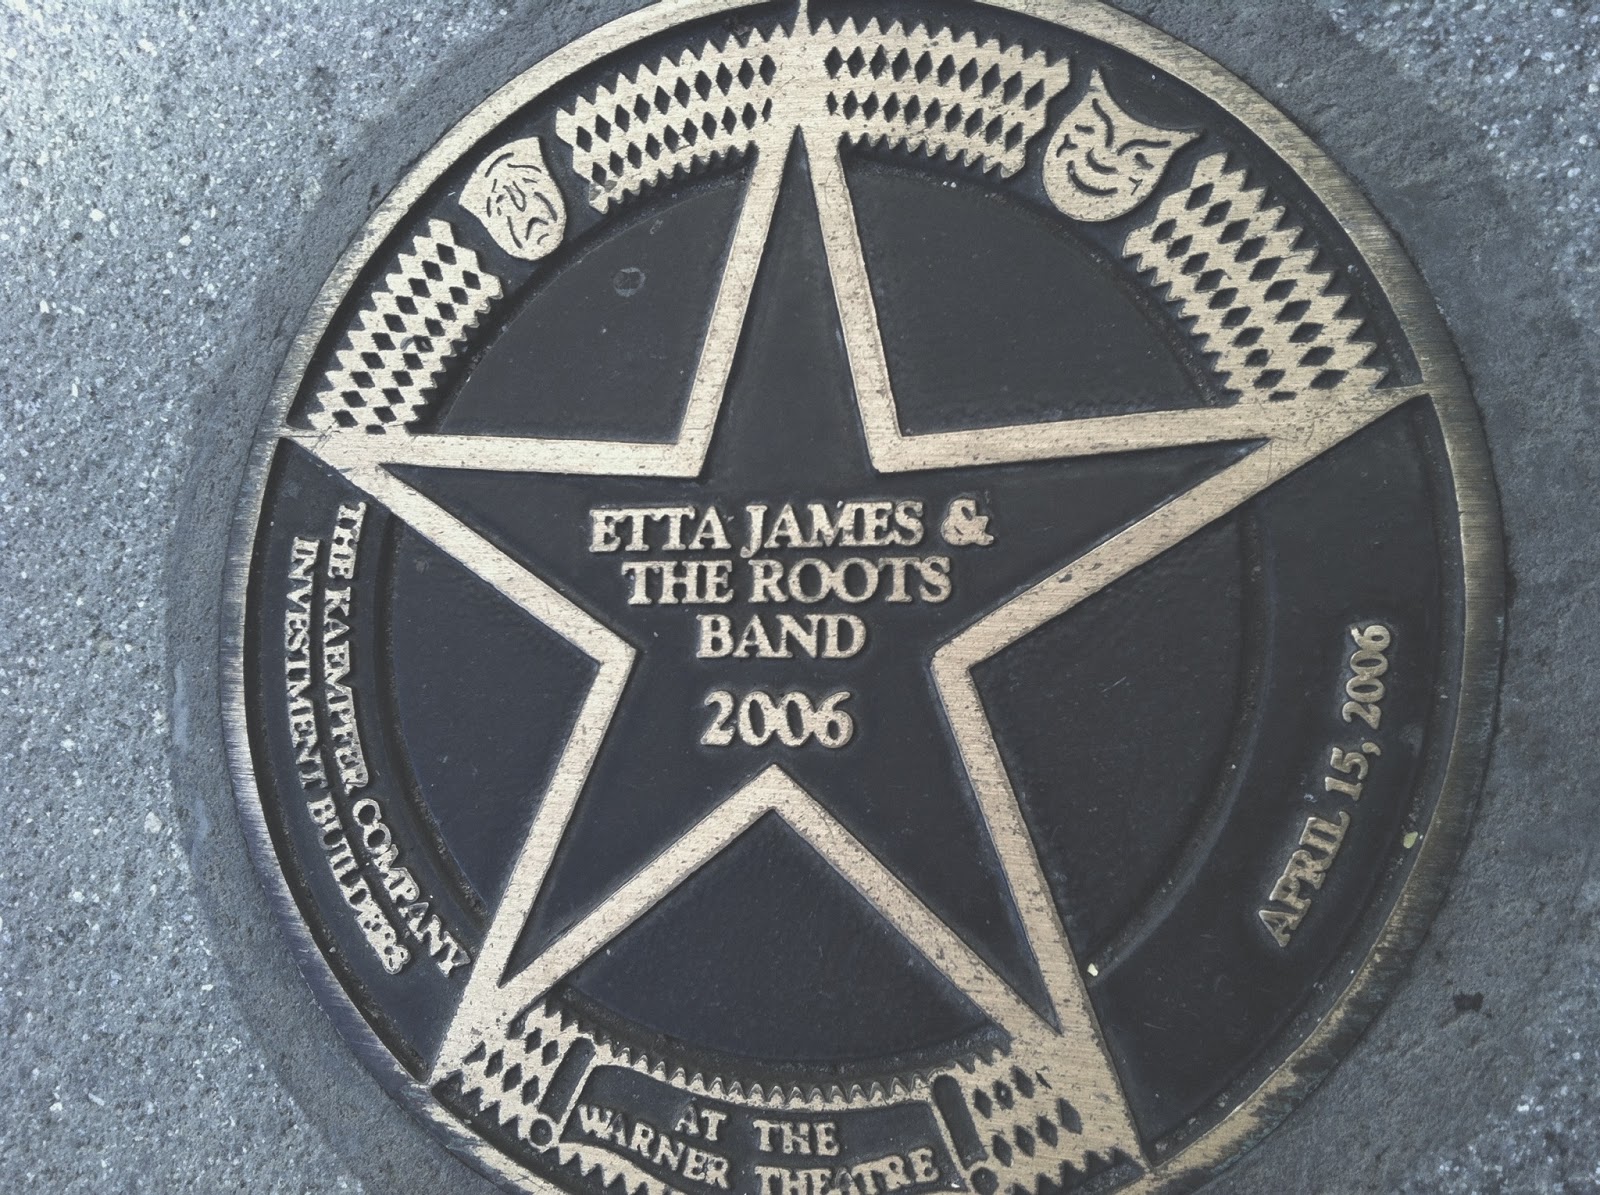 ETTA JAMES &
THE ROOTS
BAND
2006
THE KAEMPFER COMPANY
INVESTMENT BUILDERS
APRIL 15, 2006
AT THE
WARNER THEATRE